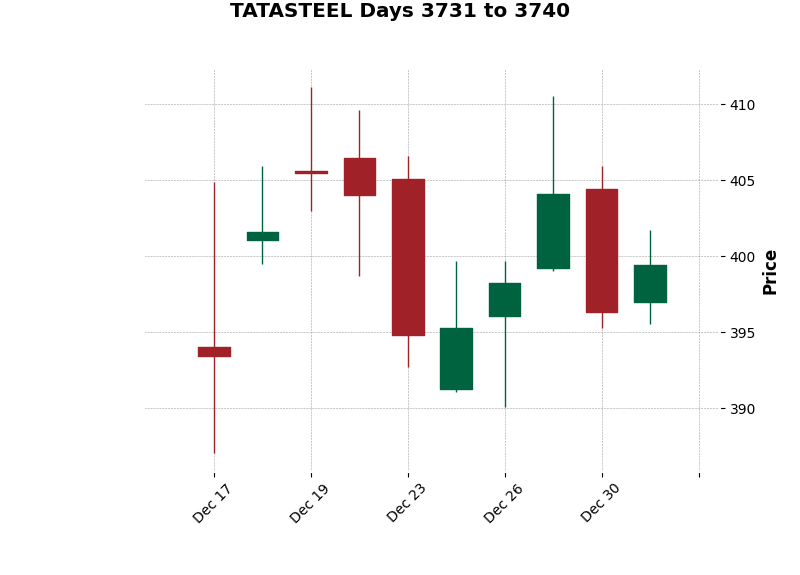 TATASTEEL Days 3731 to 3740
410
405
400
395
390
Price
Dec 17
Dec 19
Dec 23
Dec 26
Dec 30